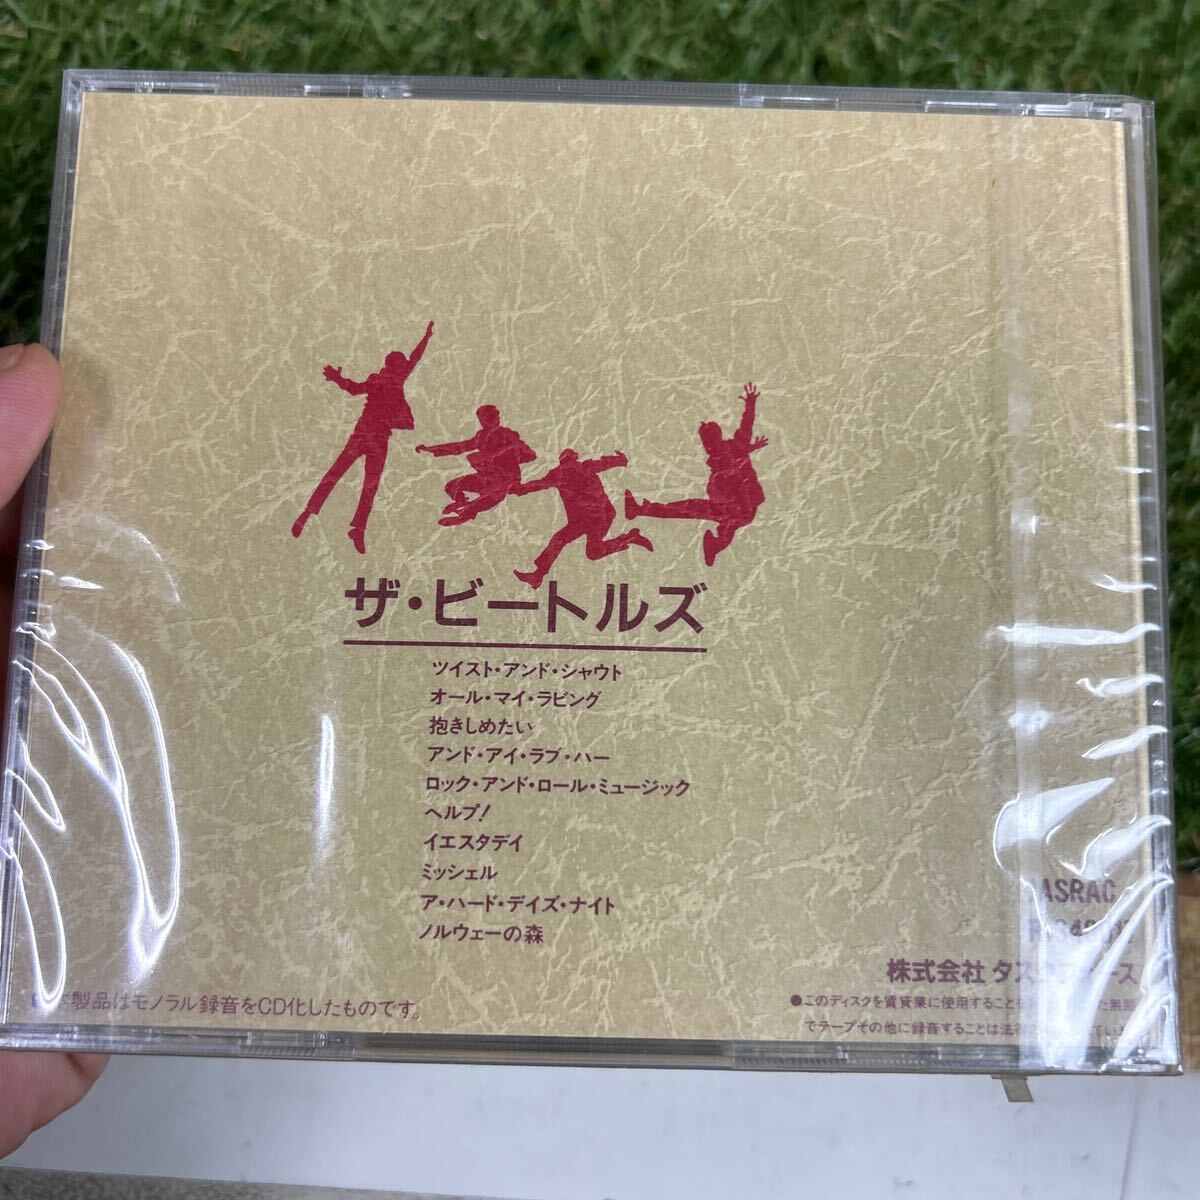 ザ・ビートルズ
ツイスト・アンド・シャウト
オール・マイ・ラビング
抱きしめたい
アンド・アイ・ラブ・ハー
ロック・アンド・ロール・ミュージック
ヘルプ!
イエスタデイ
ミッシェル
ア・ハード・デイズ・ナイト
ノルウェーの森
ASRAC
製品はモノラル録音をCD化したものです。
株式会社
●このディスクを賃貸業に使用することを
でテープその他に録音することは法